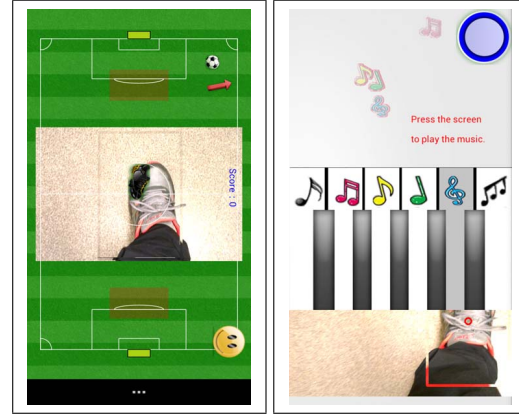 Score : 0
Press the screen
to play the music.